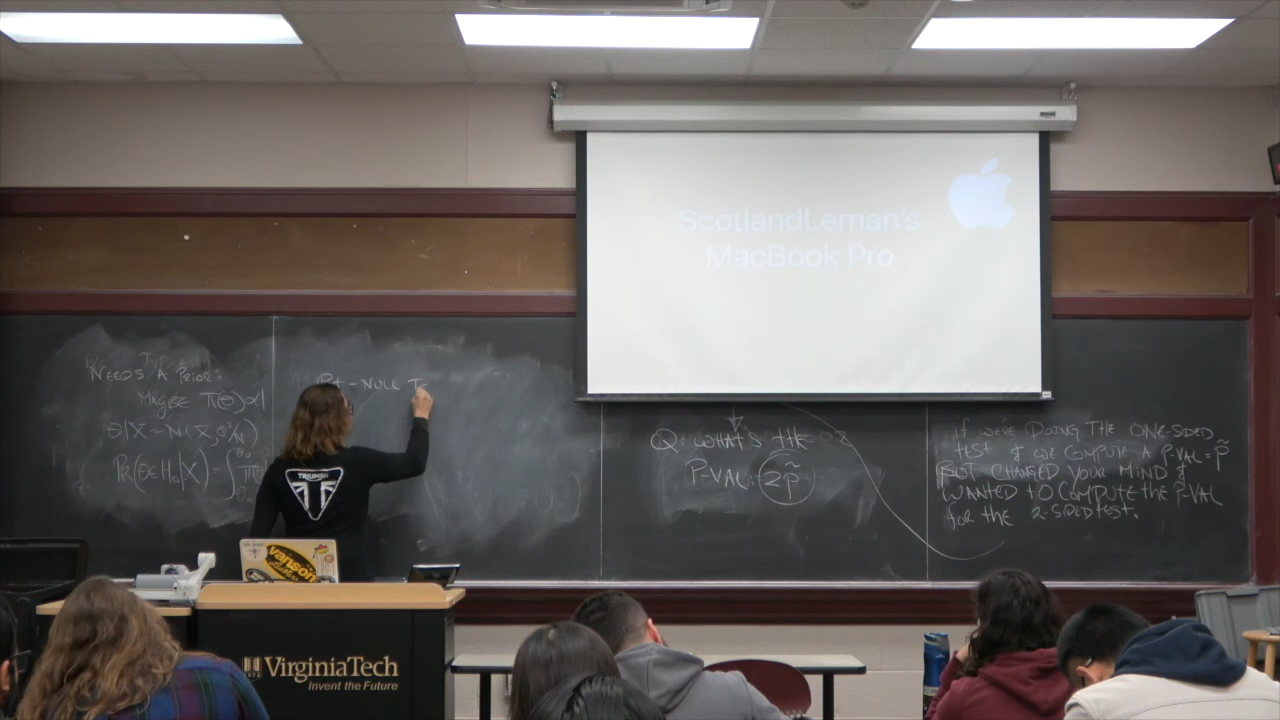 ScotlandLeman's
MacBook Pro
NEEDS A PRIOR:
MAYBE π(θ)∝1
Pr(θ∈H₀|X)=∫
Pt-NULL T
Q: WHAT'S THE
P-VAL 2p̃
IF WE'RE DOING THE ONE-SIDED
test & WE COMPUTE A P-VAL=p̃
BUT CHANGED YOUR MIND &
WANTED TO COMPUTE the P-VAL
for the 2-SIDED test.
TRIUMPH
vanson
VirginiaTech
Invent the Future